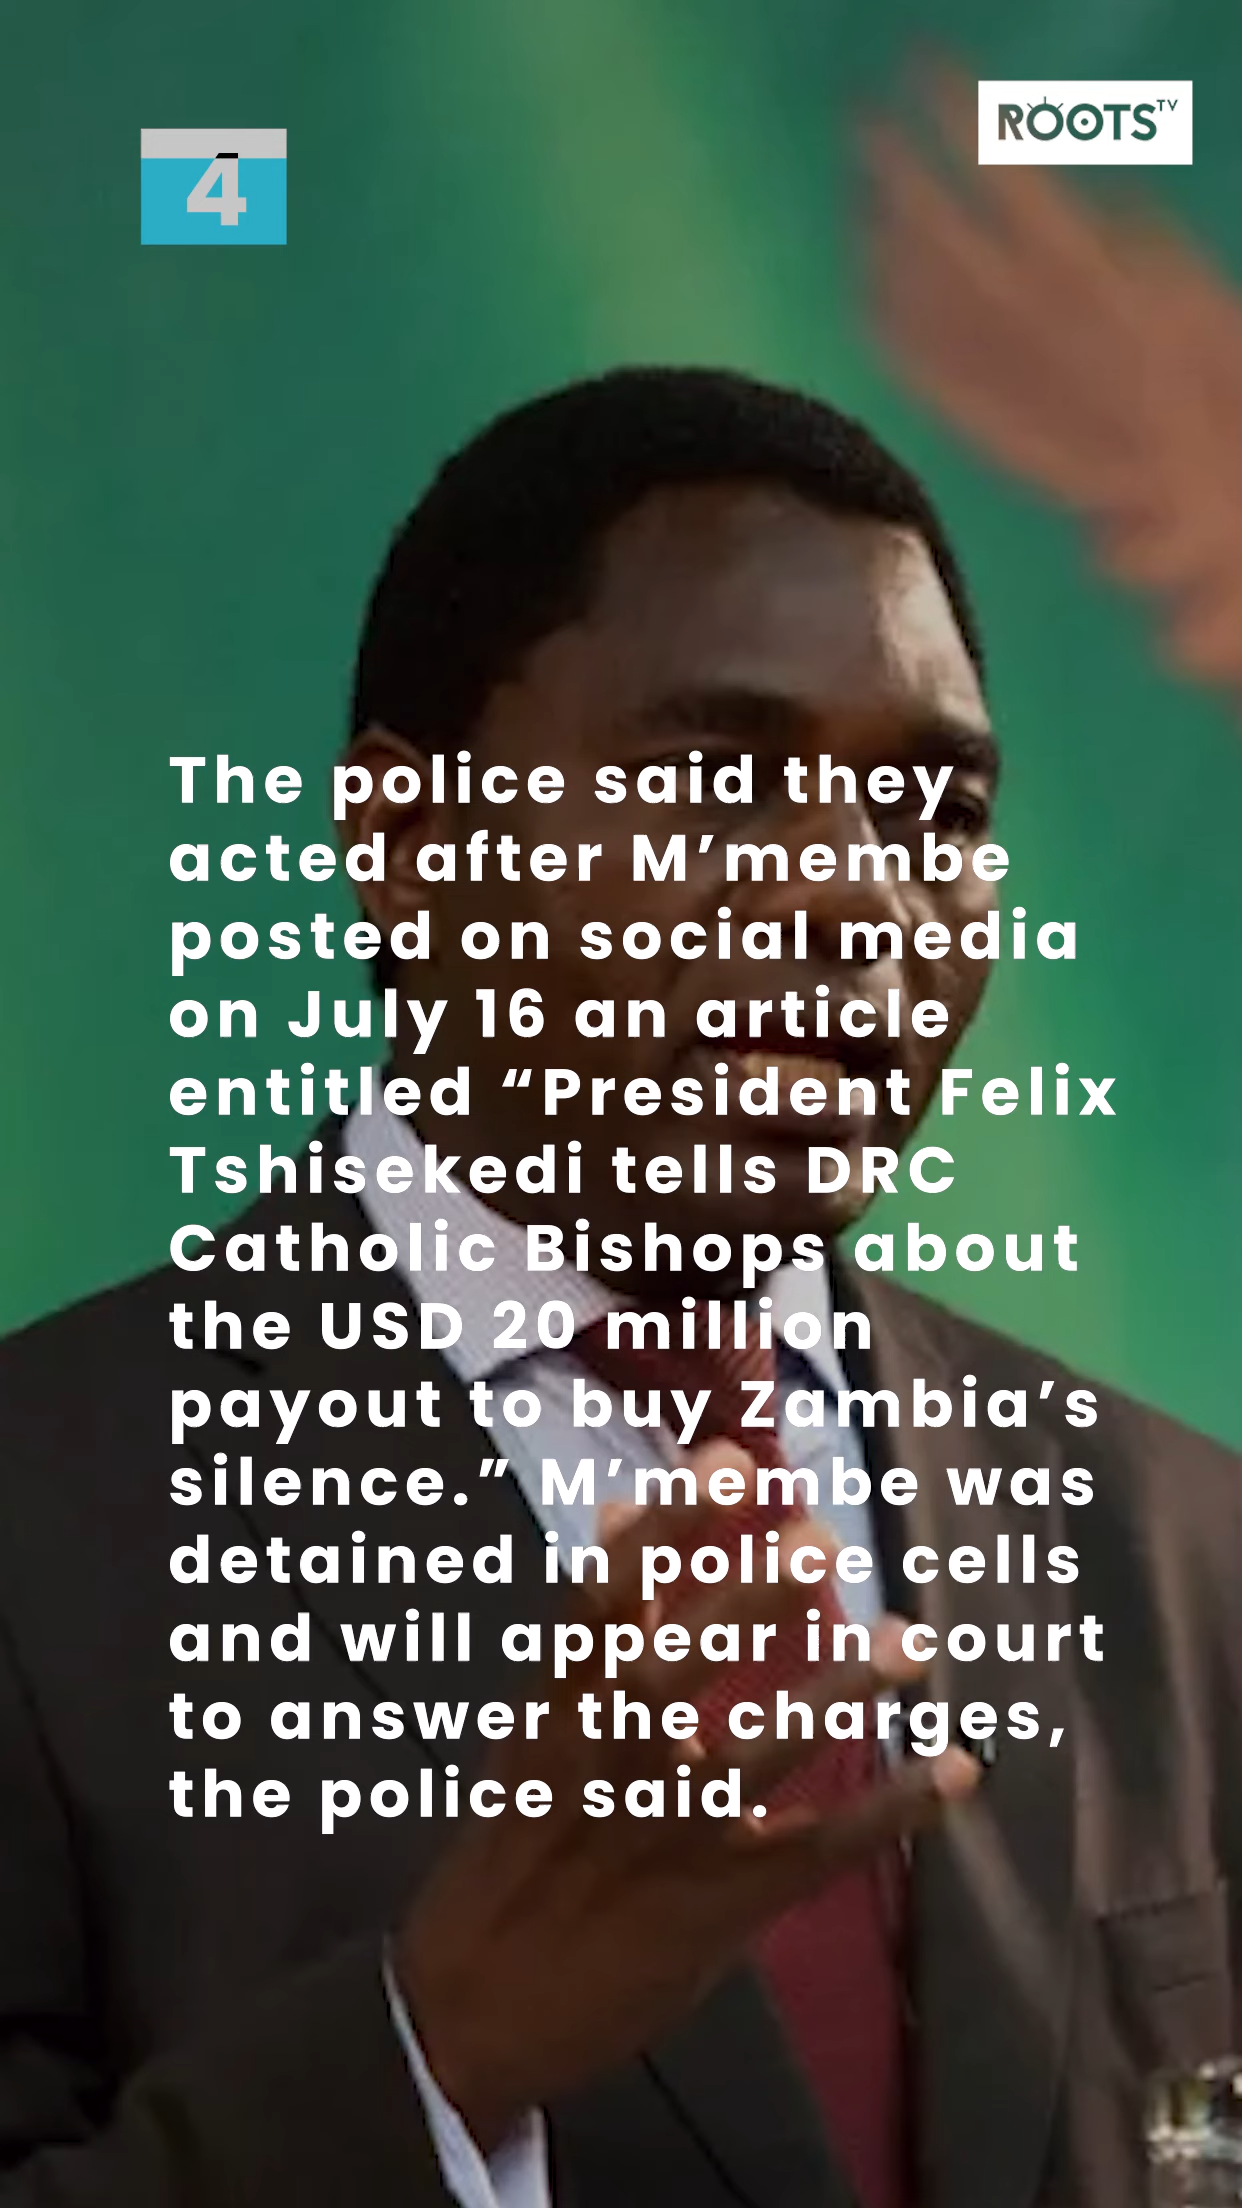 ROOTS TV
4
The police said they
acted after M’membe
posted on social media
on July 16 an article
entitled “President Felix
Tshisekedi tells DRC
Catholic Bishops about
the USD 20 million
payout to buy Zambia’s
silence.” M’membe was
detained in police cells
and will appear in court
to answer the charges,
the police said.